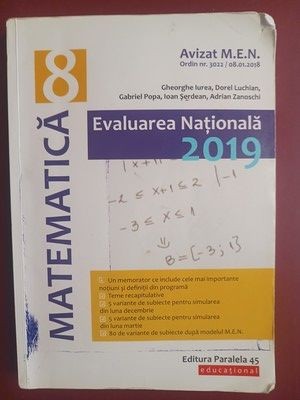 Avizat M.E.N.
Ordin nr. 3022 / 08.01.2018
Gheorghe Iurea, Dorel Luchian,
Gabriel Popa, Ioan Șerdean, Adrian Zanoschi
MATEMATICĂ 8
Evaluarea Națională
2019
-2 ≤ x+1 ≤ 2 | -1
-3 ≤ x ≤ 1
⇓
B = {-3; 1}
Un memorator ce include cele mai importante
noțiuni și definiții din programă
Teme recapitulative
5 variante de subiecte pentru simularea
din luna decembrie
5 variante de subiecte pentru simularea
din luna martie
80 de variante de subiecte după modelul M.E.N.
Editura Paralela 45
educațional